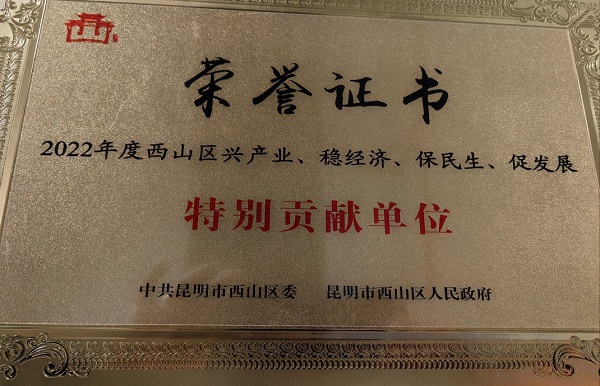 荣誉证书
2022年度西山区兴产业、稳经济、保民生、促发展
特别贡献单位
中共昆明市西山区委 昆明市西山区人民政府